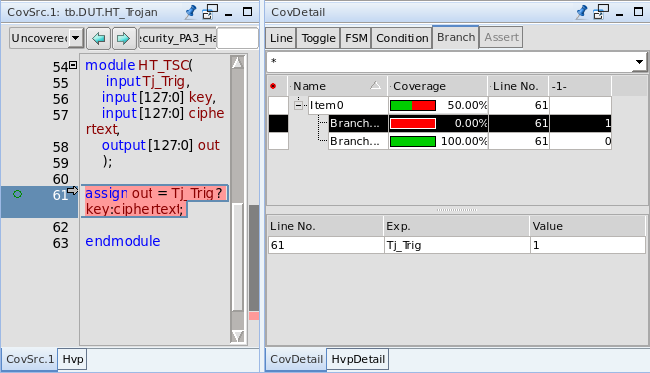 CovSrc.1: tb.DUT.HT_Trojan
Uncovered
ecurity_PA3_Ha
54 module HT_TSC(
55 input Tj_Trig,
56 input [127:0] key,
57 input [127:0] ciphe
rtext,
58 output [127:0] out
59 );
60
61 assign out = Tj_Trig?
key:ciphertext;
62
63 endmodule
CovSrc.1 Hvp
CovDetail
Line Toggle FSM Condition Branch Assert
*
Name Coverage Line No. -1-
Item0 50.00% 61
Branch... 0.00% 61 1
Branch... 100.00% 61 0
Line No. Exp. Value
61 Tj_Trig 1
CovDetail HvpDetail